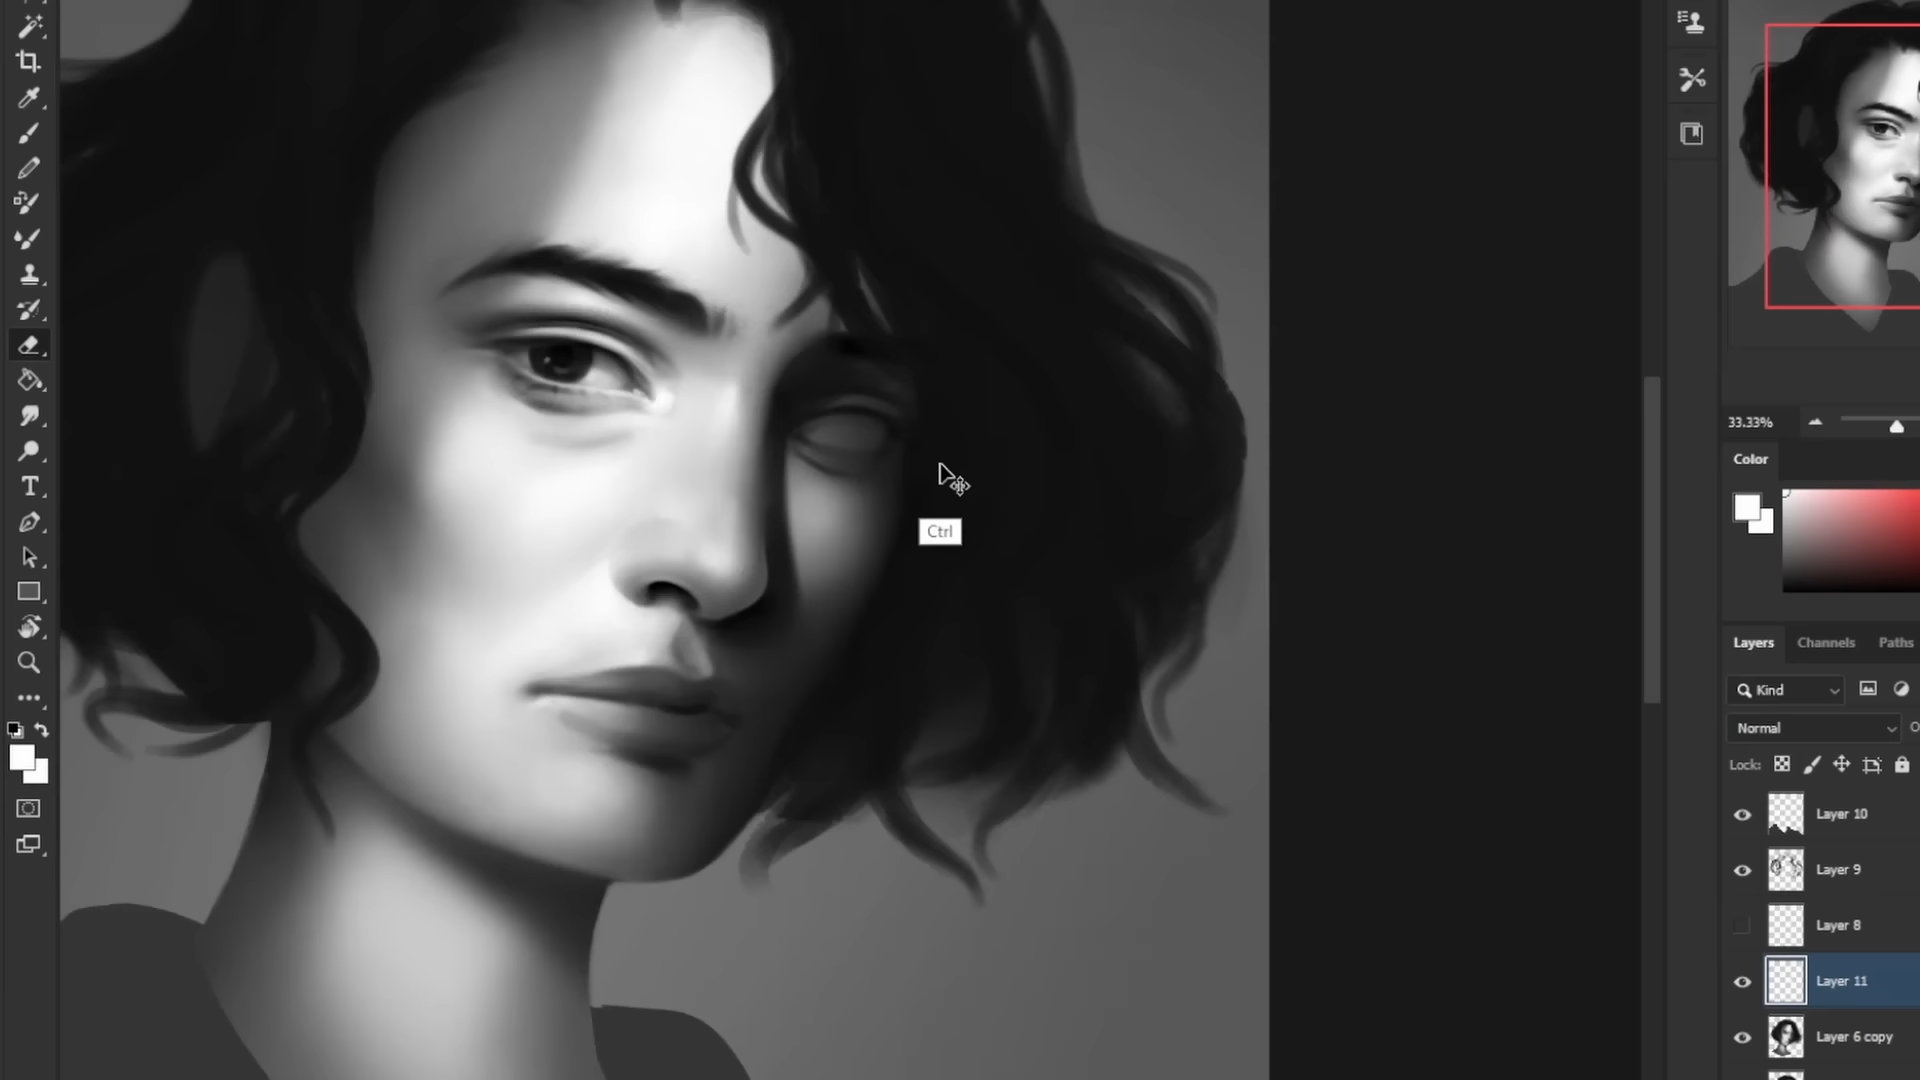 33.33%
Color
Ctrl
Layers Channels Paths
Kind
Normal
Lock:
Layer 10
Layer 9
Layer 8
Layer 11
Layer 6 copy